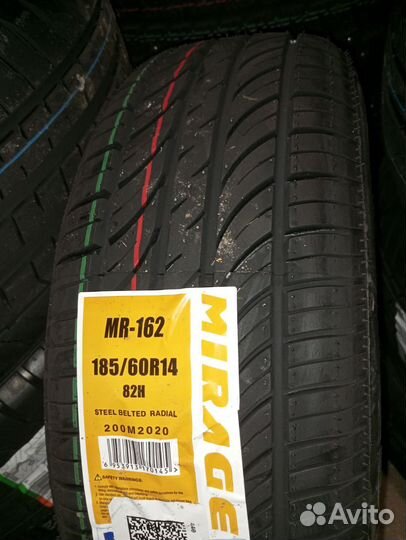 MR-162
185/60R14
82H
STEEL BELTED RADIAL
200M2020
SAFETY WARNINGS
MIRAGE
Avito